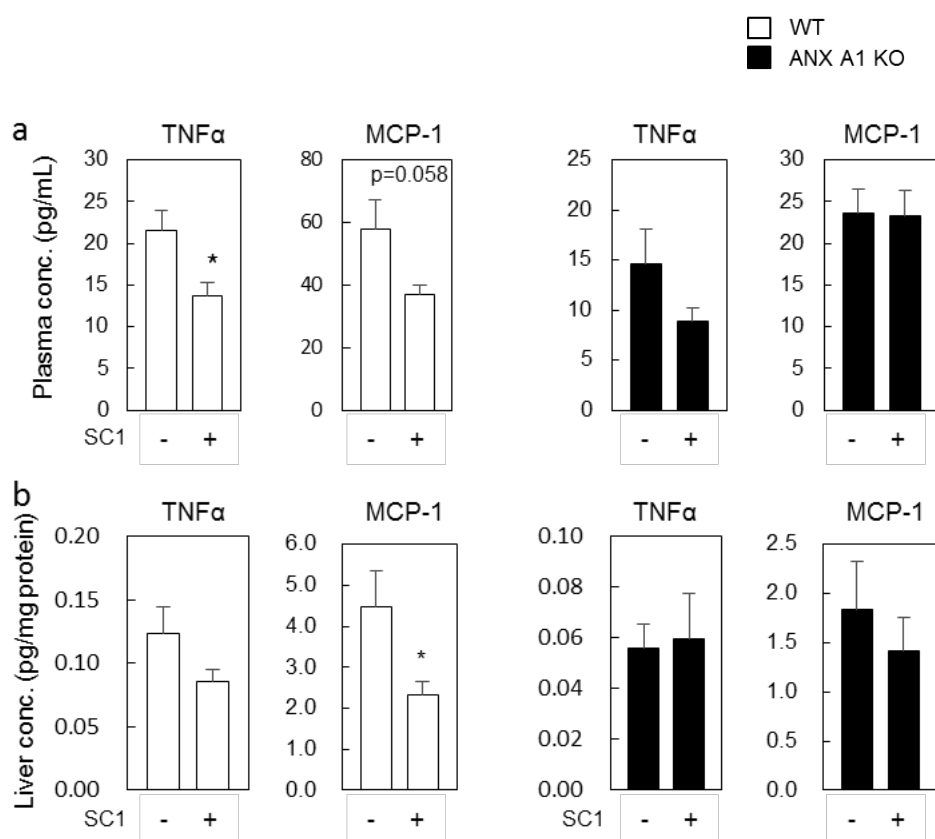 WT
ANX A1 KO
a
TNFα MCP-1 TNFα MCP-1
Plasma conc. (pg/mL)
30 80 25 30
p=0.058
25 20 25
60
20 * 20
15
15 40 15
10
10 10
20
5 5 5
0 0 0 0
SC1 - + - + - + - +
b
TNFα MCP-1 TNFα MCP-1
Liver conc. (pg/mg protein)
0.20 6.0 0.10 2.5
5.0 0.08 2.0
0.15
4.0
0.06 1.5
0.10 3.0 *
0.04 1.0
2.0
0.05
1.0 0.02 0.5
0.00 0.0 0.00 0.0
SC1 - + - + SC1 - + - +